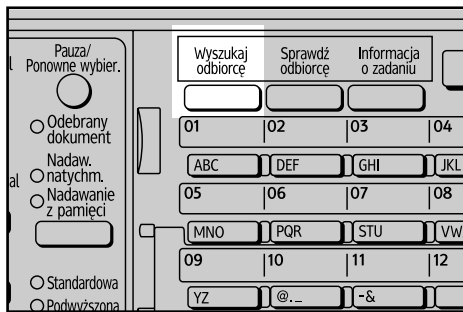 Pauza/
Ponowne wybier.
Odebrany
dokument
Nadaw.
natychm.
Nadawanie
z pamięci
Standardowa
Podwyższona
Wyszukaj
odbiorcę
Sprawdź
odbiorcę
Informacja
o zadaniu
01 02 03 04
ABC DEF GHI JKL
05 06 07 08
MNO PQR STU
09 10 11 12
YZ @._ -&